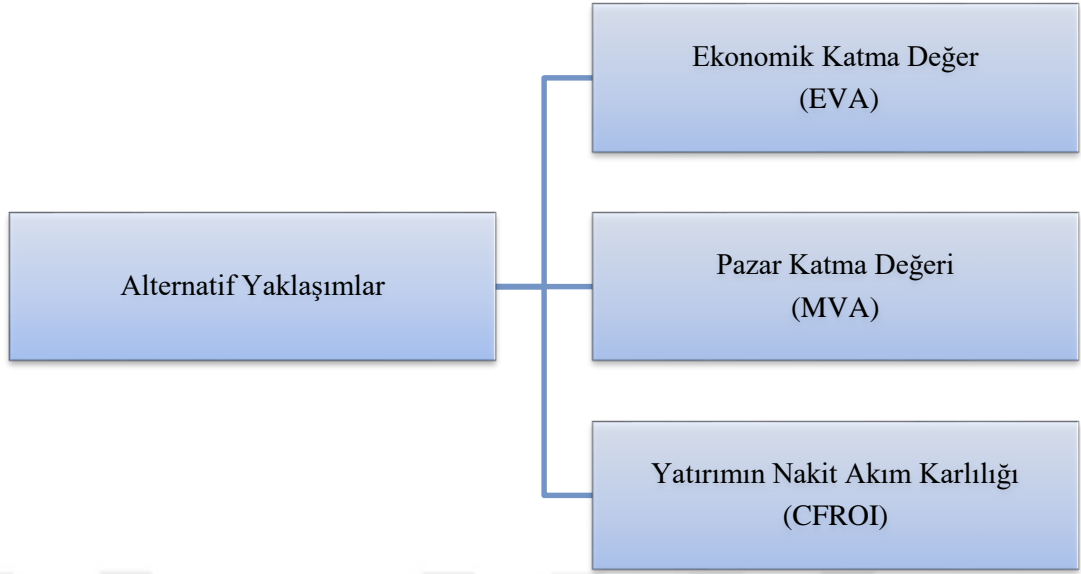 Ekonomik Katma Değer
(EVA)
Alternatif Yaklaşımlar
Pazar Katma Değeri
(MVA)
Yatırımın Nakit Akım Karlılığı
(CFROI)